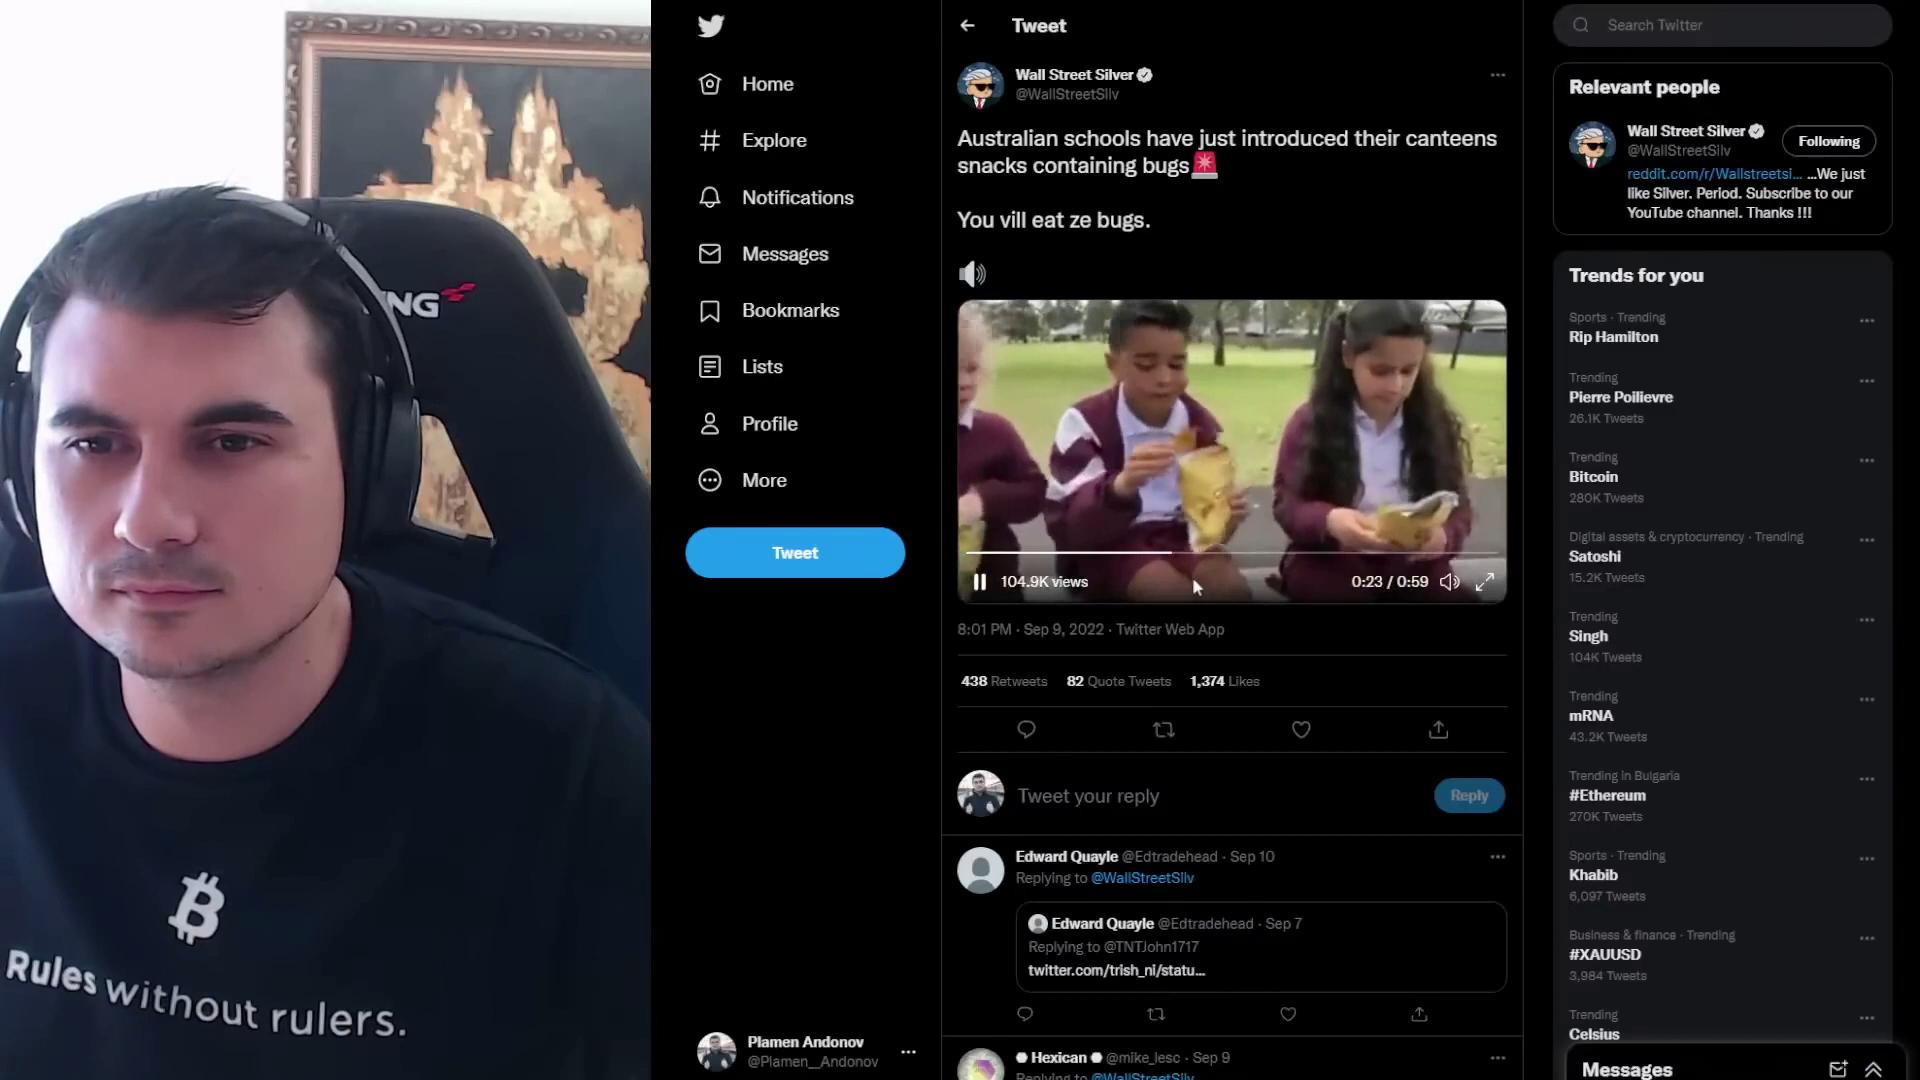 NG
Rules without rulers.
Home
Explore
Notifications
Messages
Bookmarks
Lists
Profile
More
Tweet
Plamen Andonov
@Plamen__Andonov
Tweet
Wall Street Silver
@WallStreetSilv
Australian schools have just introduced their canteens
snacks containing bugs🚨
You vill eat ze bugs.
🔊
104.9K views
0:23 / 0:59
8:01 PM · Sep 9, 2022 · Twitter Web App
438 Retweets 82 Quote Tweets 1,374 Likes
Tweet your reply
Reply
Edward Quayle @Edtradehead · Sep 10
Replying to @WallStreetSilv
Edward Quayle @Edtradehead · Sep 7
Replying to @TNTJohn1717
twitter.com/trish_ni/statu...
Hexican @mike_lesc · Sep 9
Replying to @WallStreetSilv
Search Twitter
Relevant people
Wall Street Silver
@WallStreetSilv
Following
reddit.com/r/Wallstreetsi... ...We just
like Silver. Period. Subscribe to our
YouTube channel. Thanks !!!
Trends for you
Sports · Trending
Rip Hamilton
Trending
Pierre Poilievre
26.1K Tweets
Trending
Bitcoin
280K Tweets
Digital assets & cryptocurrency · Trending
Satoshi
15.2K Tweets
Trending
Singh
104K Tweets
Trending
mRNA
43.2K Tweets
Trending in Bulgaria
#Ethereum
270K Tweets
Sports · Trending
Khabib
6,097 Tweets
Business & finance · Trending
#XAUUSD
3,984 Tweets
Trending
Celsius
Messages